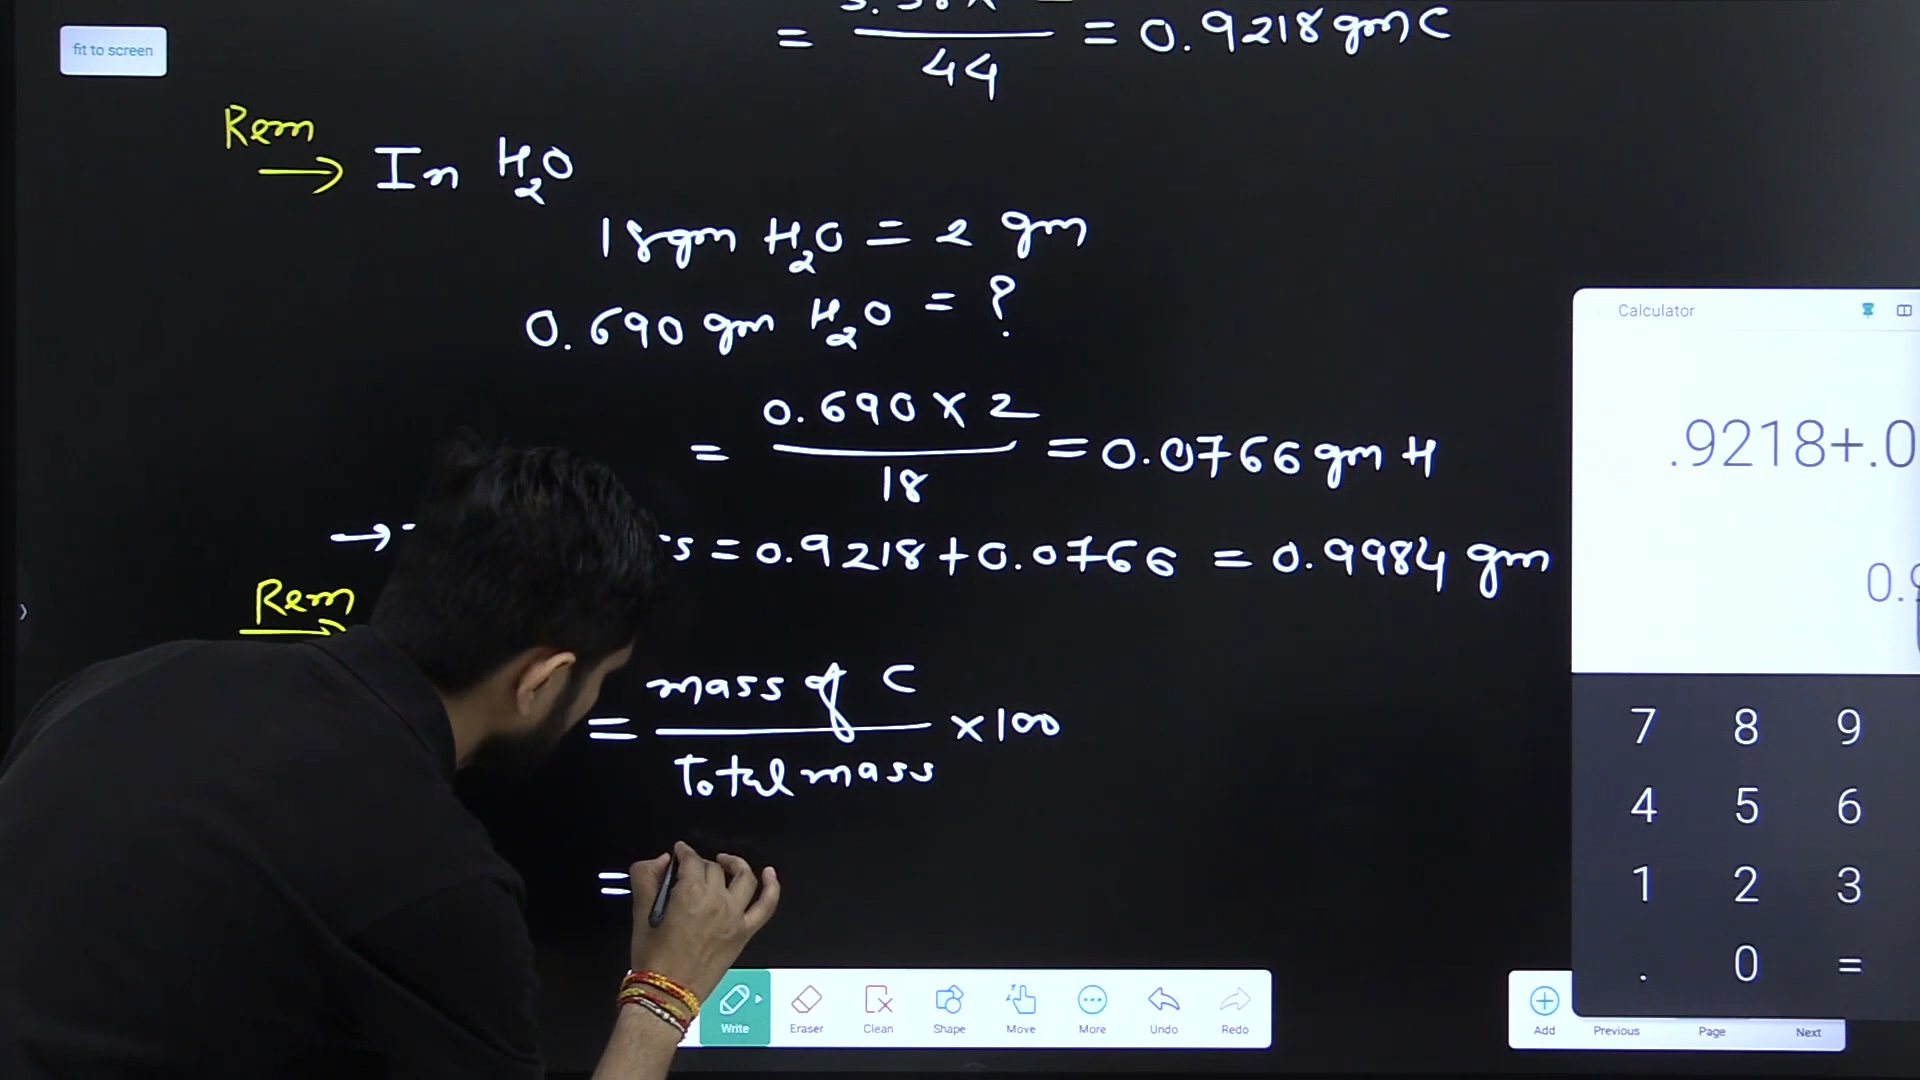 fit to screen
=
44
= 0.9218 gm C
Rem
→ In H₂O
18 gm H₂O = 2 gm
0.690 gm H₂O = ?
= 0.690 × 2
18
= 0.0766 gm H
→
s = 0.9218 + 0.0766 = 0.9984 gm
Rem
= mass of C
Total mass
× 100
=
Calculator
.9218+.0
7 8 9
4 5 6
1 2 3
. 0 =
Write Eraser Clean Shape Move More Undo Redo
Add Previous Page Next